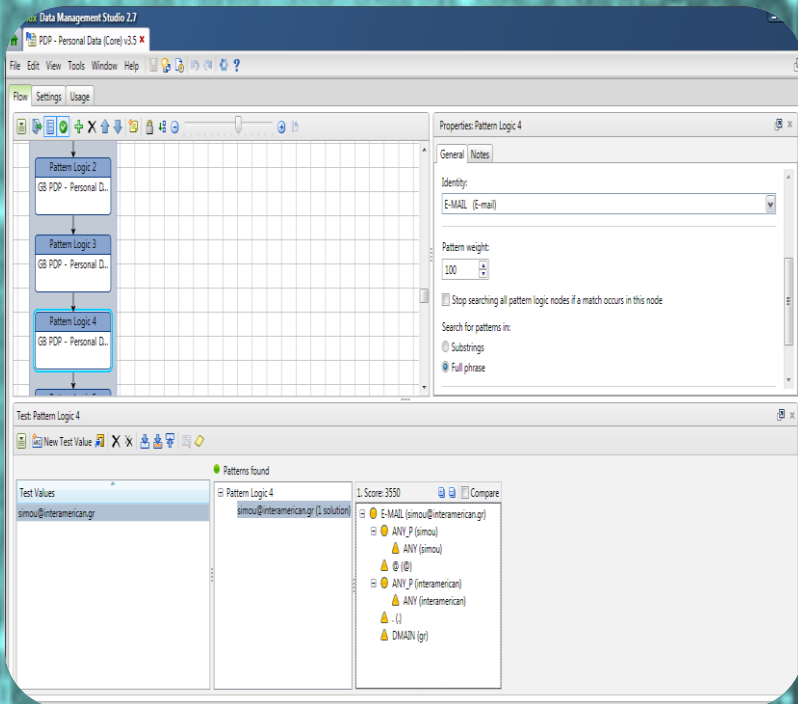 Data Management Studio 2.7
PDP - Personal Data (Core) v3.5
File Edit View Tools Window Help
Flow Settings Usage
Properties: Pattern Logic 4
General Notes
Pattern Logic 2
GB PDP - Personal D...
Pattern Logic 3
GB PDP - Personal D...
Pattern Logic 4
GB PDP - Personal D...
Identity:
E-MAIL (E-mail)
Pattern weight:
100
Stop searching all pattern logic nodes if a match occurs in this node
Search for patterns in:
Substrings
Full phrase
Test: Pattern Logic 4
New Test Value
Patterns found
Test Values
simou@interamerican.gr
Pattern Logic 4
simou@interamerican.gr (1 solution)
1. Score: 3550
Compare
E-MAIL (simou@interamerican.gr)
ANY_P (simou)
ANY (simou)
@ (@)
ANY_P (interamerican)
ANY (interamerican)
. (.)
DMAIN (gr)